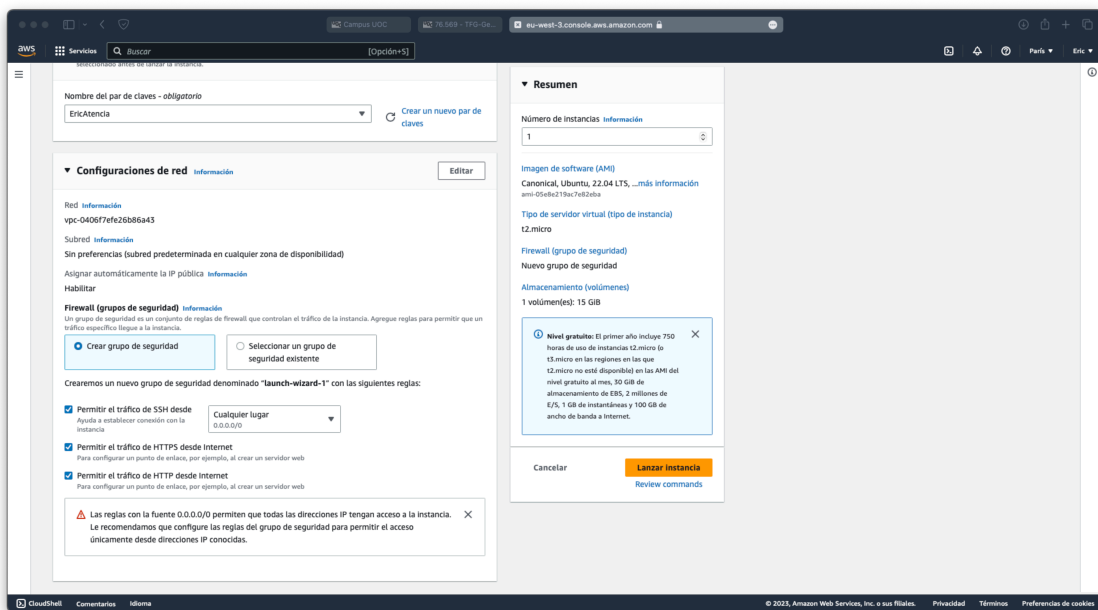 Campus UOC
76.569 - TFG-Ge...
eu-west-3.console.aws.amazon.com
aws
Servicios
Buscar
[Opción+S]
París
Eric
seleccionado antes de lanzar la instancia.
Nombre del par de claves - obligatorio
EricAtencia
Crear un nuevo par de
claves
Configuraciones de red Información
Editar
Red Información
vpc-0406f7efe26b86a43
Subred Información
Sin preferencias (subred predeterminada en cualquier zona de disponibilidad)
Asignar automáticamente la IP pública Información
Habilitar
Firewall (grupos de seguridad) Información
Un grupo de seguridad es un conjunto de reglas de firewall que controlan el tráfico de la instancia. Agregue reglas para permitir que un
tráfico específico llegue a la instancia.
Crear grupo de seguridad
Seleccionar un grupo de
seguridad existente
Crearemos un nuevo grupo de seguridad denominado "launch-wizard-1" con las siguientes reglas:
Permitir el tráfico de SSH desde
Ayuda a establecer conexión con la
instancia
Cualquier lugar
0.0.0.0/0
Permitir el tráfico de HTTPS desde Internet
Para configurar un punto de enlace, por ejemplo, al crear un servidor web
Permitir el tráfico de HTTP desde Internet
Para configurar un punto de enlace, por ejemplo, al crear un servidor web
Las reglas con la fuente 0.0.0.0/0 permiten que todas las direcciones IP tengan acceso a la instancia.
Le recomendamos que configure las reglas del grupo de seguridad para permitir el acceso
únicamente desde direcciones IP conocidas.
Resumen
Número de instancias Información
1
Imagen de software (AMI)
Canonical, Ubuntu, 22.04 LTS, ...más información
ami-05e8e219ac7e82eba
Tipo de servidor virtual (tipo de instancia)
t2.micro
Firewall (grupo de seguridad)
Nuevo grupo de seguridad
Almacenamiento (volúmenes)
1 volúmen(es): 15 GiB
Nivel gratuito: El primer año incluye 750
horas de uso de instancias t2.micro (o
t3.micro en las regiones en las que
t2.micro no esté disponible) en las AMI del
nivel gratuito al mes, 30 GiB de
almacenamiento de EBS, 2 millones de
E/S, 1 GB de instantáneas y 100 GB de
ancho de banda a Internet.
Cancelar
Lanzar instancia
Review commands
CloudShell
Comentarios
Idioma
© 2023, Amazon Web Services, Inc. o sus filiales.
Privacidad
Términos
Preferencias de cookies